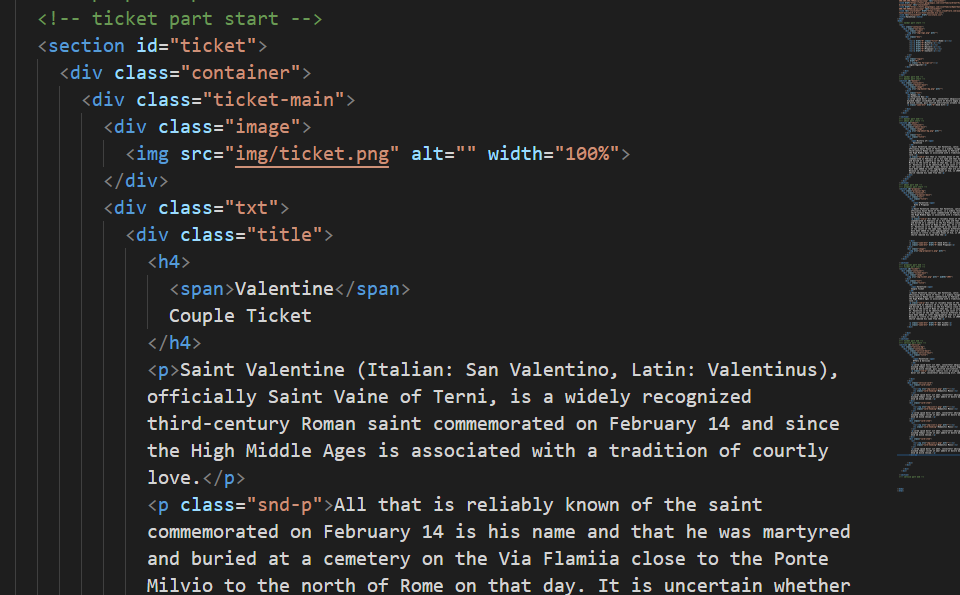 <!-- ticket part start -->
<section id="ticket">
<div class="container">
<div class="ticket-main">
<div class="image">
<img src="img/ticket.png" alt="" width="100%">
</div>
<div class="txt">
<div class="title">
<h4>
<span>Valentine</span>
Couple Ticket
</h4>
<p>Saint Valentine (Italian: San Valentino, Latin: Valentinus),
officially Saint Vaine of Terni, is a widely recognized
third-century Roman saint commemorated on February 14 and since
the High Middle Ages is associated with a tradition of courtly
love.</p>
<p class="snd-p">All that is reliably known of the saint
commemorated on February 14 is his name and that he was martyred
and buried at a cemetery on the Via Flamiia close to the Ponte
Milvio to the north of Rome on that day. It is uncertain whether